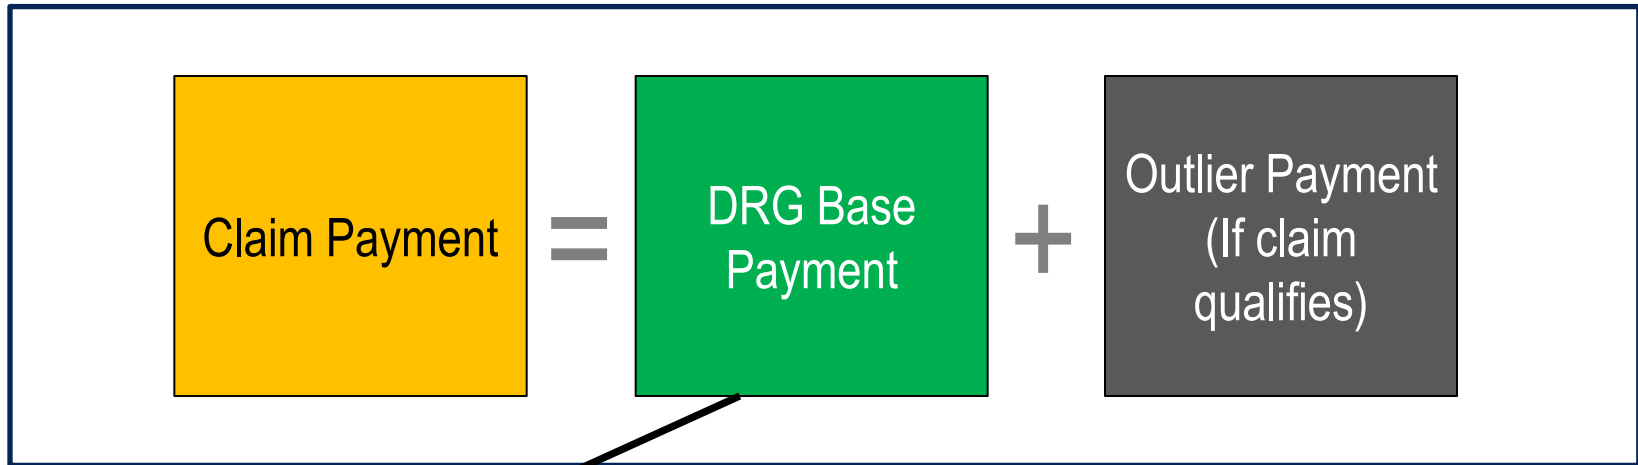 Claim Payment
=
DRG Base
Payment
+
Outlier Payment
(If claim
qualifies)